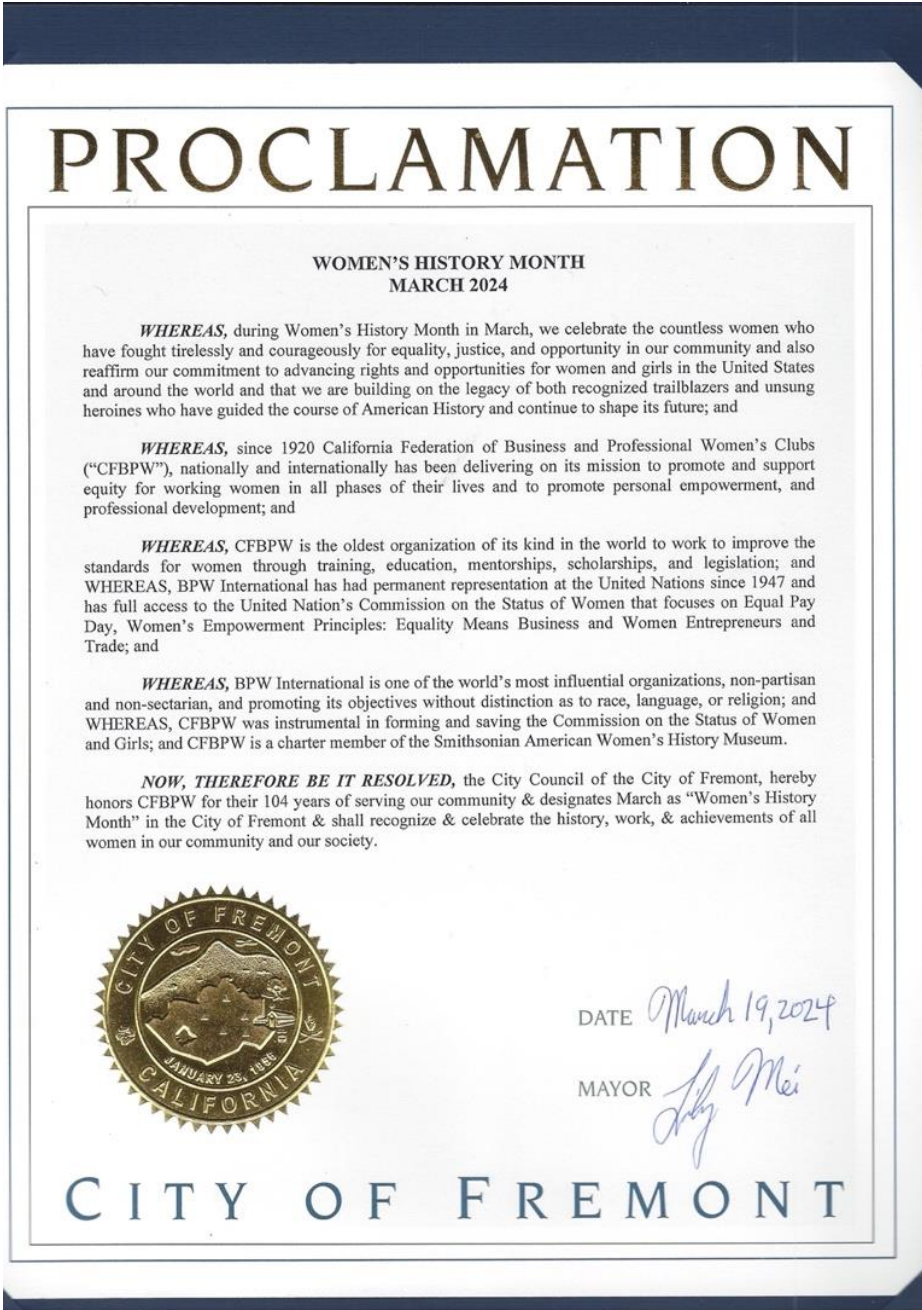 PROCLAMATION
WOMEN'S HISTORY MONTH
MARCH 2024
WHEREAS, during Women's History Month in March, we celebrate the countless women who
have fought tirelessly and courageously for equality, justice, and opportunity in our community and also
reaffirm our commitment to advancing rights and opportunities for women and girls in the United States
and around the world and that we are building on the legacy of both recognized trailblazers and unsung
heroines who have guided the course of American History and continue to shape its future; and
WHEREAS, since 1920 California Federation of Business and Professional Women's Clubs
("CFBPW"), nationally and internationally has been delivering on its mission to promote and support
equity for working women in all phases of their lives and to promote personal empowerment, and
professional development; and
WHEREAS, CFBPW is the oldest organization of its kind in the world to work to improve the
standards for women through training, education, mentorships, scholarships, and legislation; and
WHEREAS, BPW International has had permanent representation at the United Nations since 1947 and
has full access to the United Nation's Commission on the Status of Women that focuses on Equal Pay
Day, Women's Empowerment Principles: Equality Means Business and Women Entrepreneurs and
Trade; and
WHEREAS, BPW International is one of the world's most influential organizations, non-partisan
and non-sectarian, and promoting its objectives without distinction as to race, language, or religion; and
WHEREAS, CFBPW was instrumental in forming and saving the Commission on the Status of Women
and Girls; and CFBPW is a charter member of the Smithsonian American Women's History Museum.
NOW, THEREFORE BE IT RESOLVED, the City Council of the City of Fremont, hereby
honors CFBPW for their 104 years of serving our community & designates March as "Women's History
Month" in the City of Fremont & shall recognize & celebrate the history, work, & achievements of all
women in our community and our society.
CITY OF FREMONT
JANUARY 23, 1956
CALIFORNIA
DATE March 19, 2024
MAYOR Lily Mei
CITY OF FREMONT